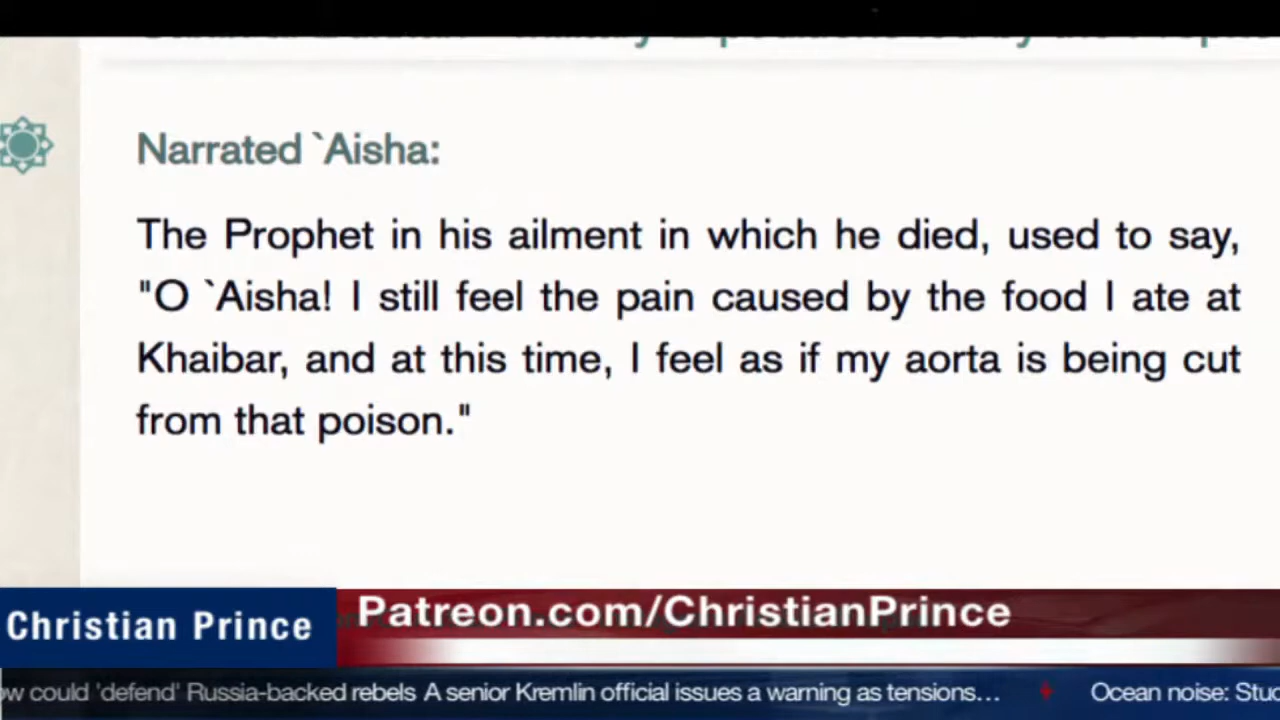 Narrated `Aisha:
The Prophet in his ailment in which he died, used to say,
"O `Aisha! I still feel the pain caused by the food I ate at
Khaibar, and at this time, I feel as if my aorta is being cut
from that poison."
Patreon.com/ChristianPrince
Christian Prince
ow could 'defend' Russia-backed rebels A senior Kremlin official issues a warning as tensions... Ocean noise: Stud